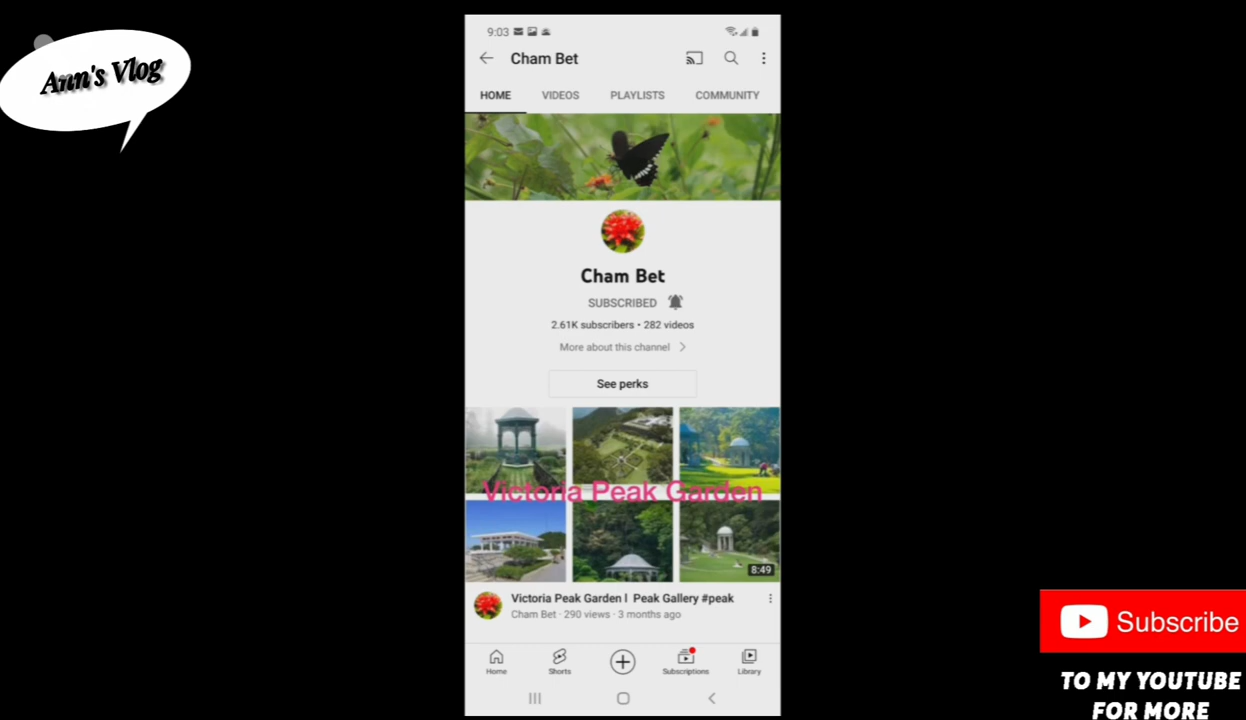 Ann's Vlog
9:03
Cham Bet
HOME VIDEOS PLAYLISTS COMMUNITY
Cham Bet
SUBSCRIBED
2.61K subscribers • 282 videos
More about this channel
See perks
Victoria Peak Garden
8:49
Victoria Peak Garden l Peak Gallery #peak
Cham Bet · 290 views · 3 months ago
Home Shorts Subscriptions Library
Subscribe
TO MY YOUTUBE
FOR MORE